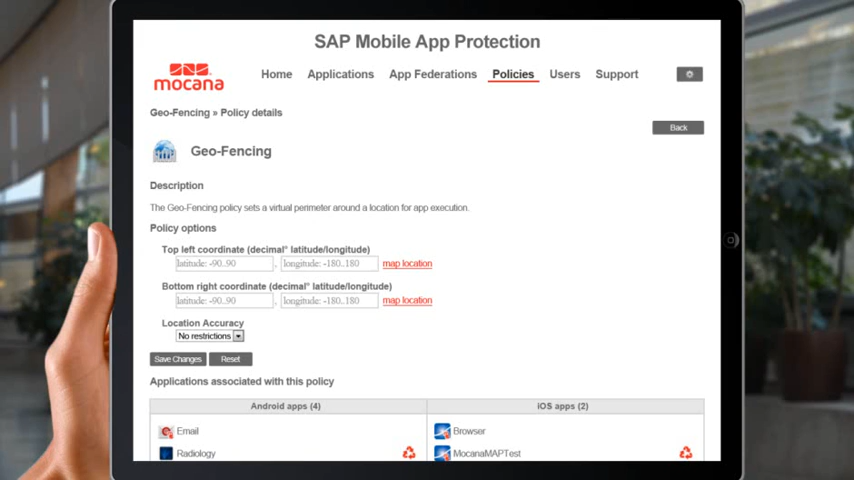 SAP Mobile App Protection
mocana
Home Applications App Federations Policies Users Support
Geo-Fencing » Policy details
Back
Geo-Fencing
Description
The Geo-Fencing policy sets a virtual perimeter around a location for app execution.
Policy options
Top left coordinate (decimal° latitude/longitude)
latitude: -90..90 , longitude: -180..180 map location
Bottom right coordinate (decimal° latitude/longitude)
latitude: -90..90 , longitude: -180..180 map location
Location Accuracy
No restrictions
Save Changes Reset
Applications associated with this policy
Android apps (4) iOS apps (2)
Email Browser
Radiology MocanaMAPTest